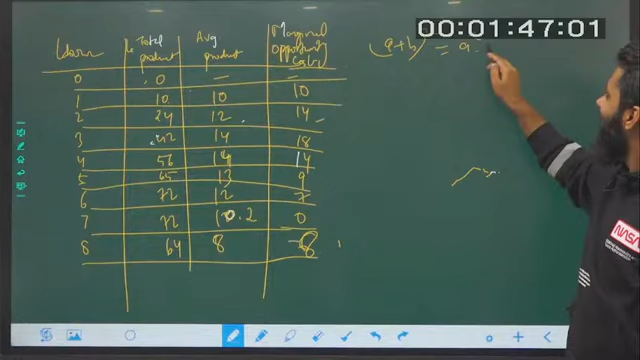 00:01:47:01
Total product
Avg product
Marginal opportunity cost
(a+b) = a
0 0 – –
1 10 10 10
2 24 12 14
3 42 14 18
4 56 14 14
5 65 13 9
6 72 12 7
7 72 10.2 0
8 64 8 -8
NASA